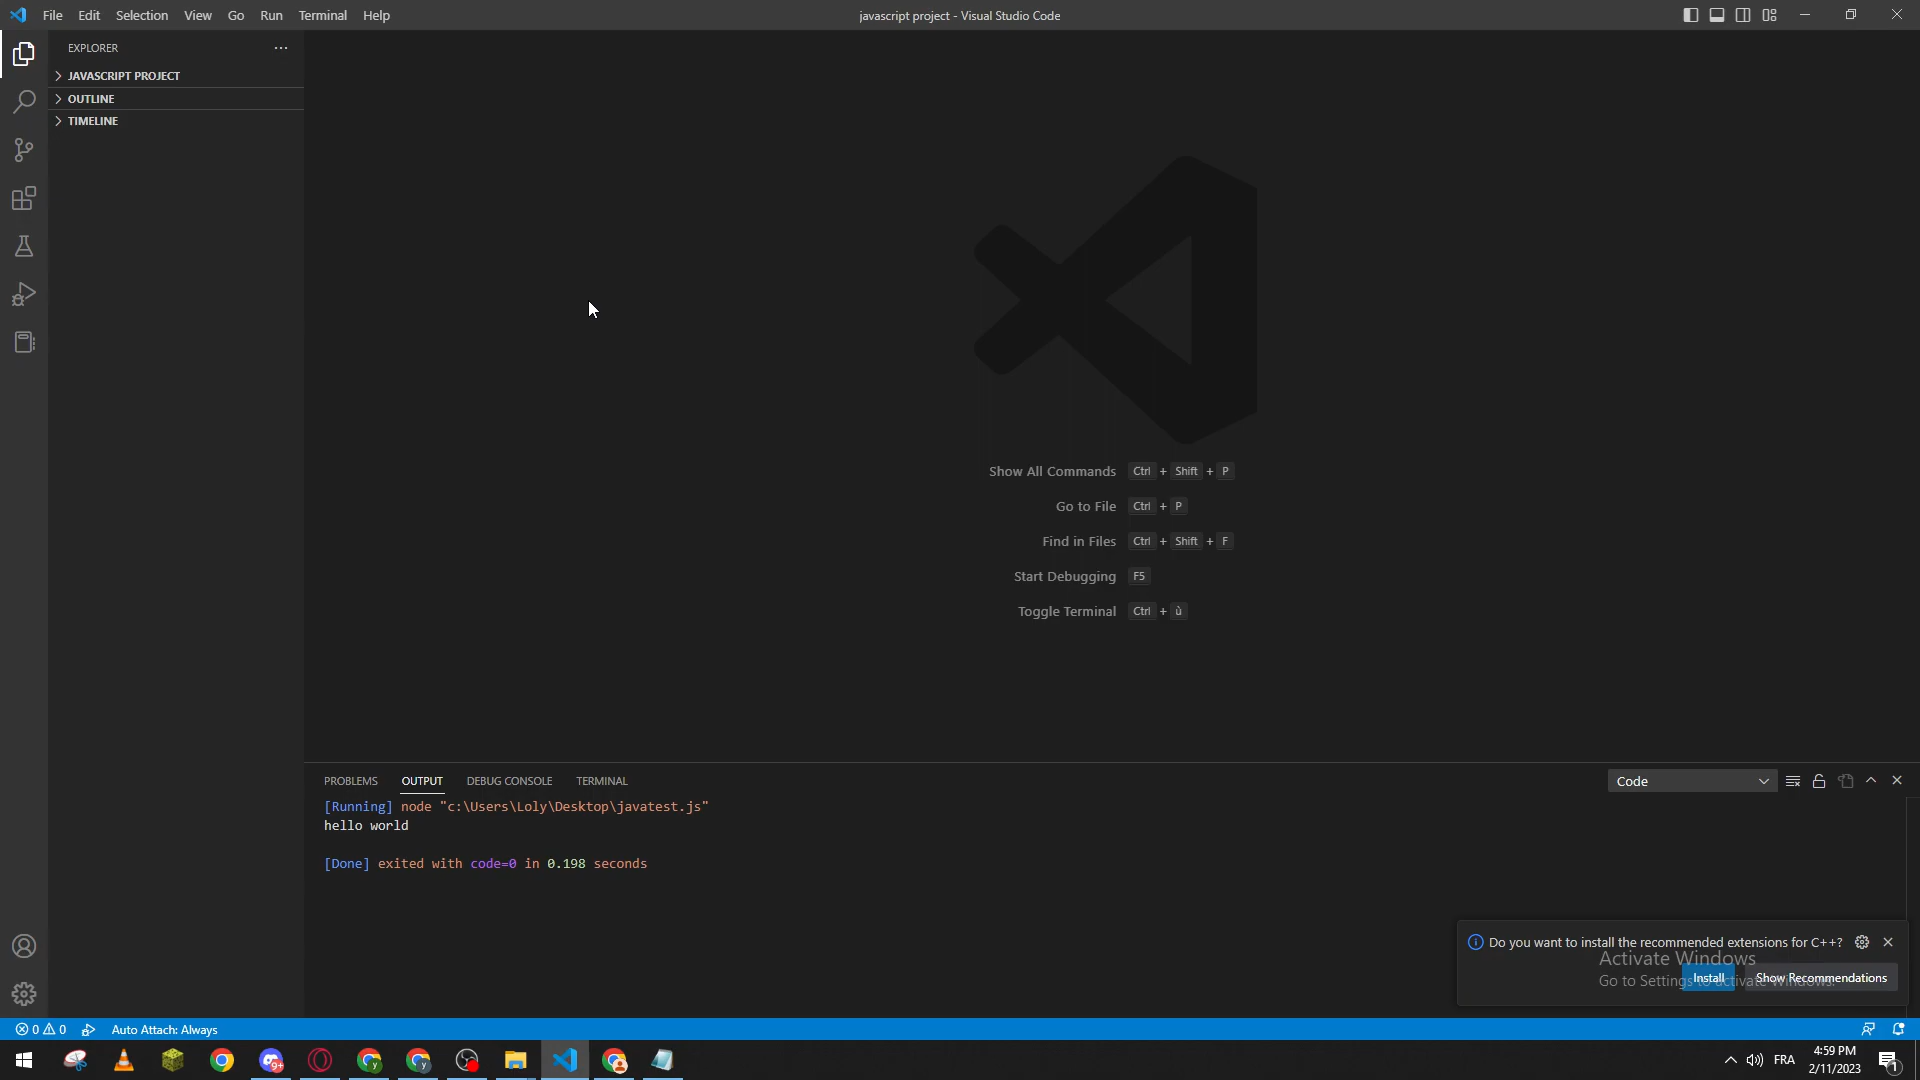 File Edit Selection View Go Run Terminal Help
javascript project - Visual Studio Code
EXPLORER
JAVASCRIPT PROJECT
OUTLINE
TIMELINE
Show All Commands Ctrl + Shift + P
Go to File Ctrl + P
Find in Files Ctrl + Shift + F
Start Debugging F5
Toggle Terminal Ctrl + ù
PROBLEMS OUTPUT DEBUG CONSOLE TERMINAL
Code
[Running] node "c:\Users\Loly\Desktop\javatest.js"
hello world
[Done] exited with code=0 in 0.198 seconds
Do you want to install the recommended extensions for C++?
Activate Windows
Go to Settings to activate Windows.
Install Show Recommendations
0 0 Auto Attach: Always
9+
y
y
FRA
4:59 PM
2/11/2023
1